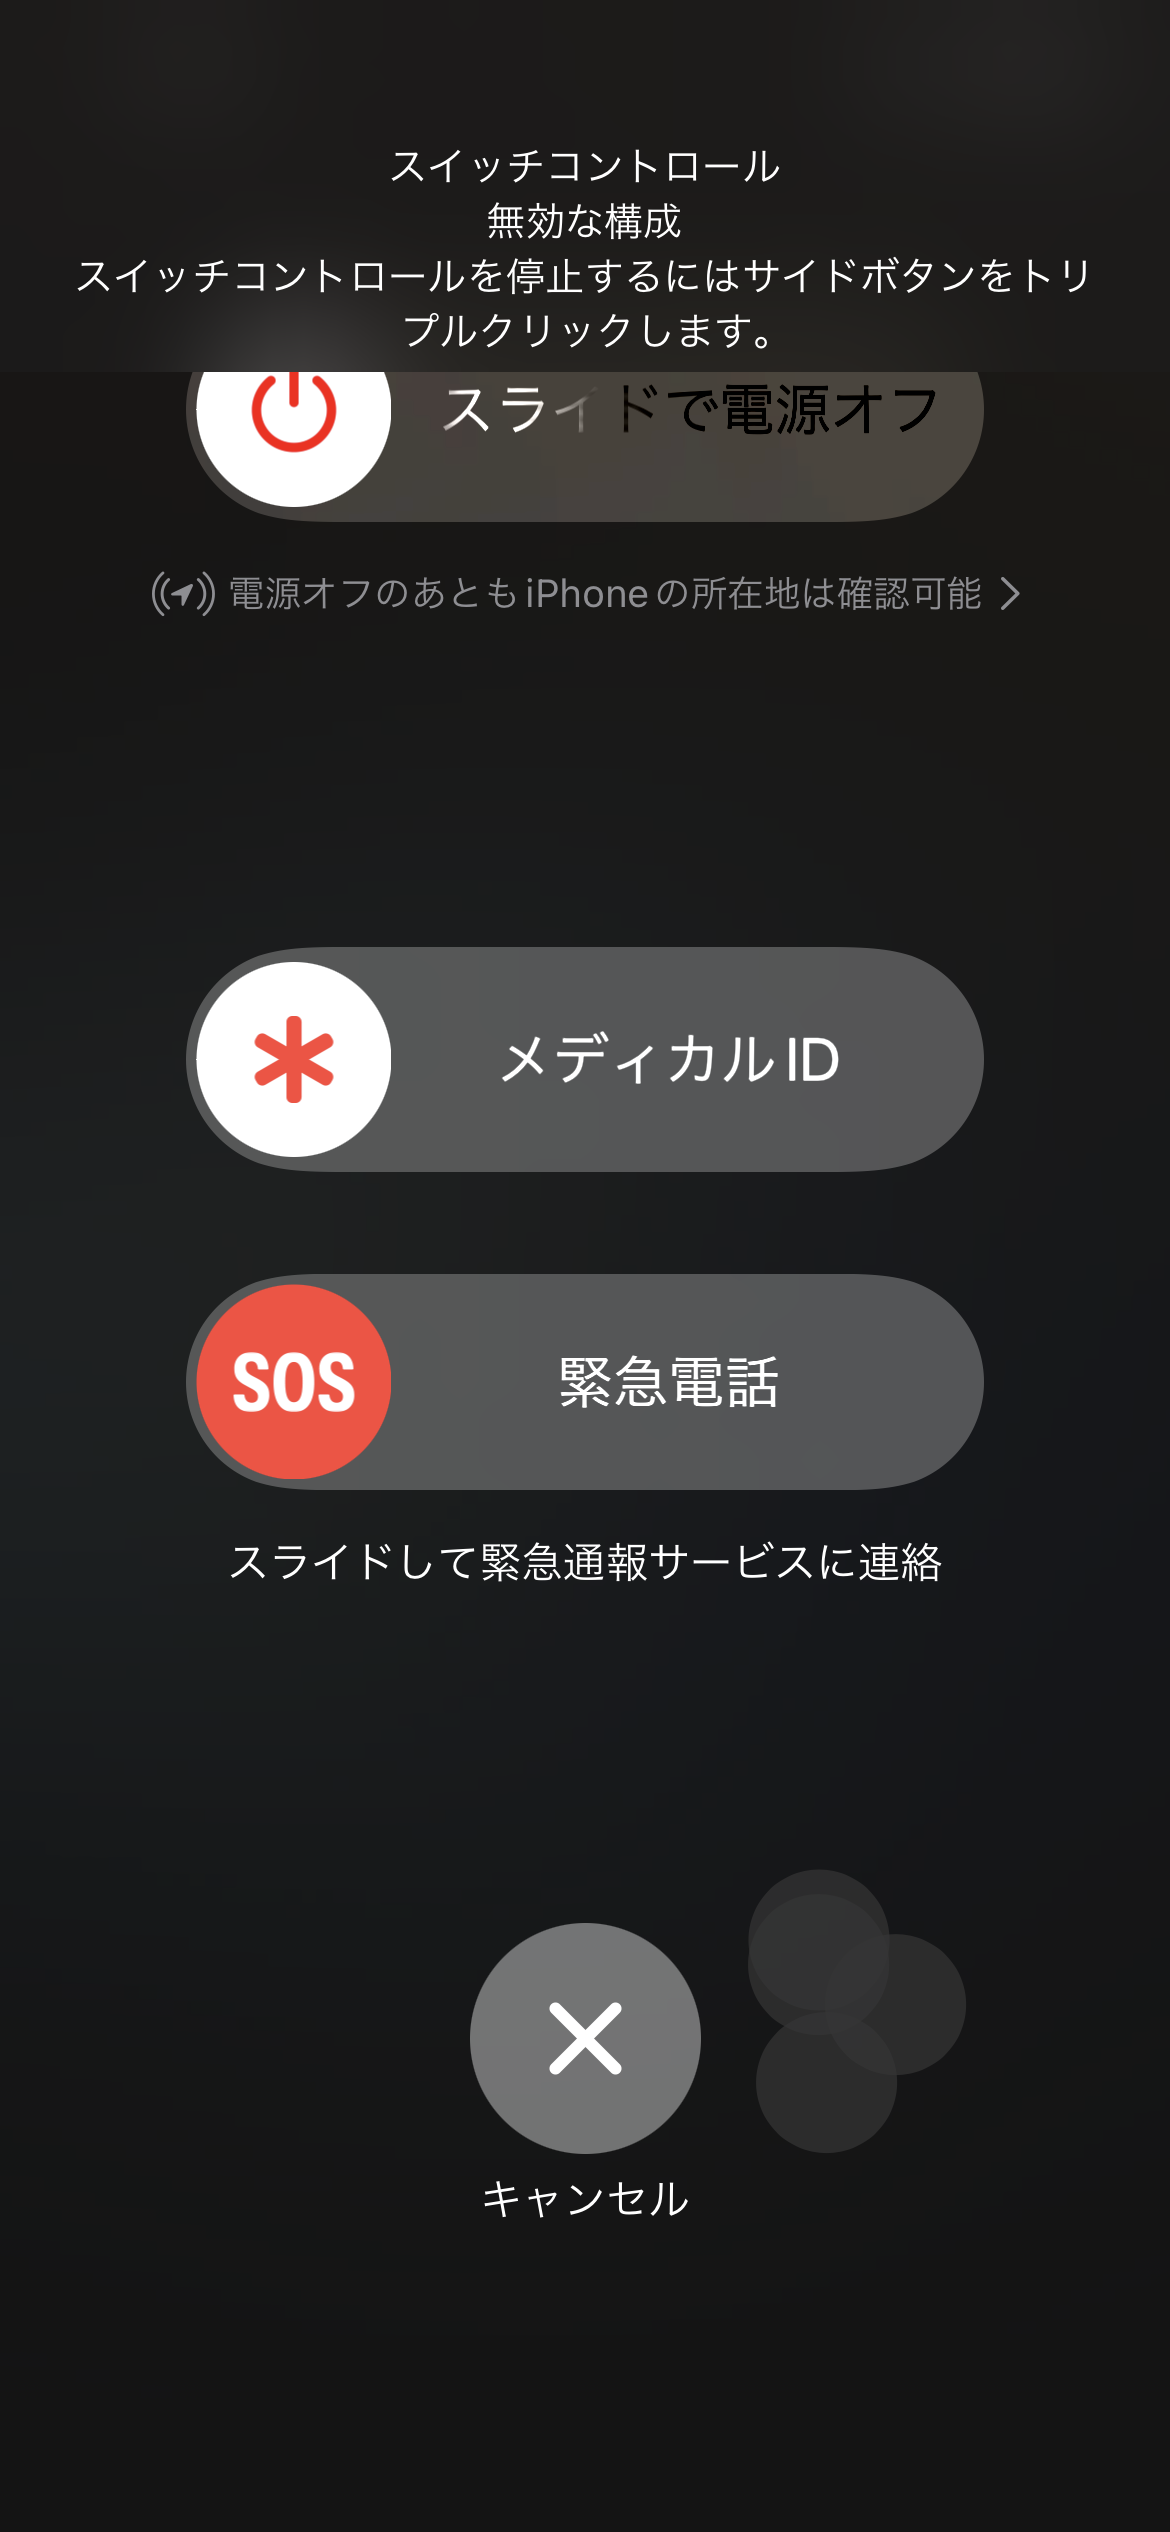 スイッチコントロール
無効な構成
スイッチコントロールを停止するにはサイドボタンをトリ
プルクリックします。
スライドで電源オフ
電源オフのあともiPhoneの所在地は確認可能
メディカルID
SOS
緊急電話
スライドして緊急通報サービスに連絡
キャンセル